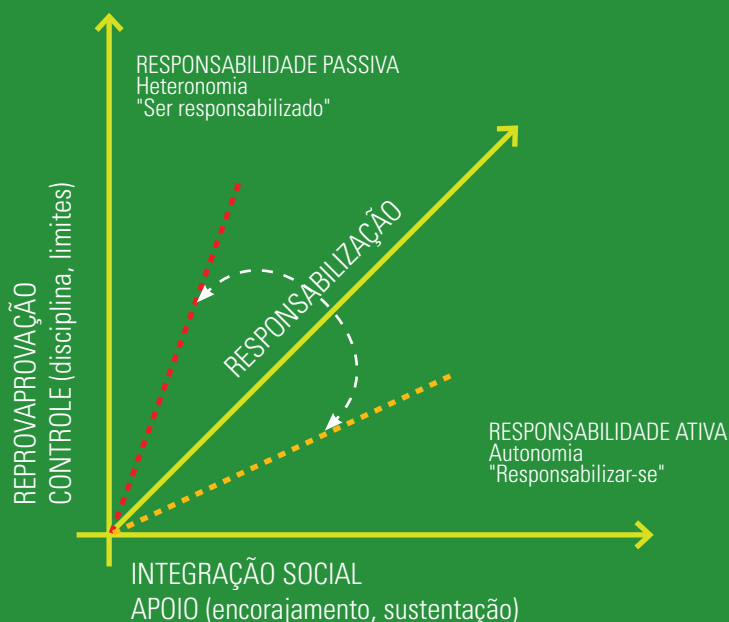 RESPONSABILIDADE PASSIVA
Heteronomia
"Ser responsabilizado"
RESPONSABILIZAÇÃO
REPROVAPROVAÇÃO
CONTROLE (disciplina, limites)
RESPONSABILIDADE ATIVA
Autonomia
"Responsabilizar-se"
INTEGRAÇÃO SOCIAL
APOIO (encorajamento, sustentação)